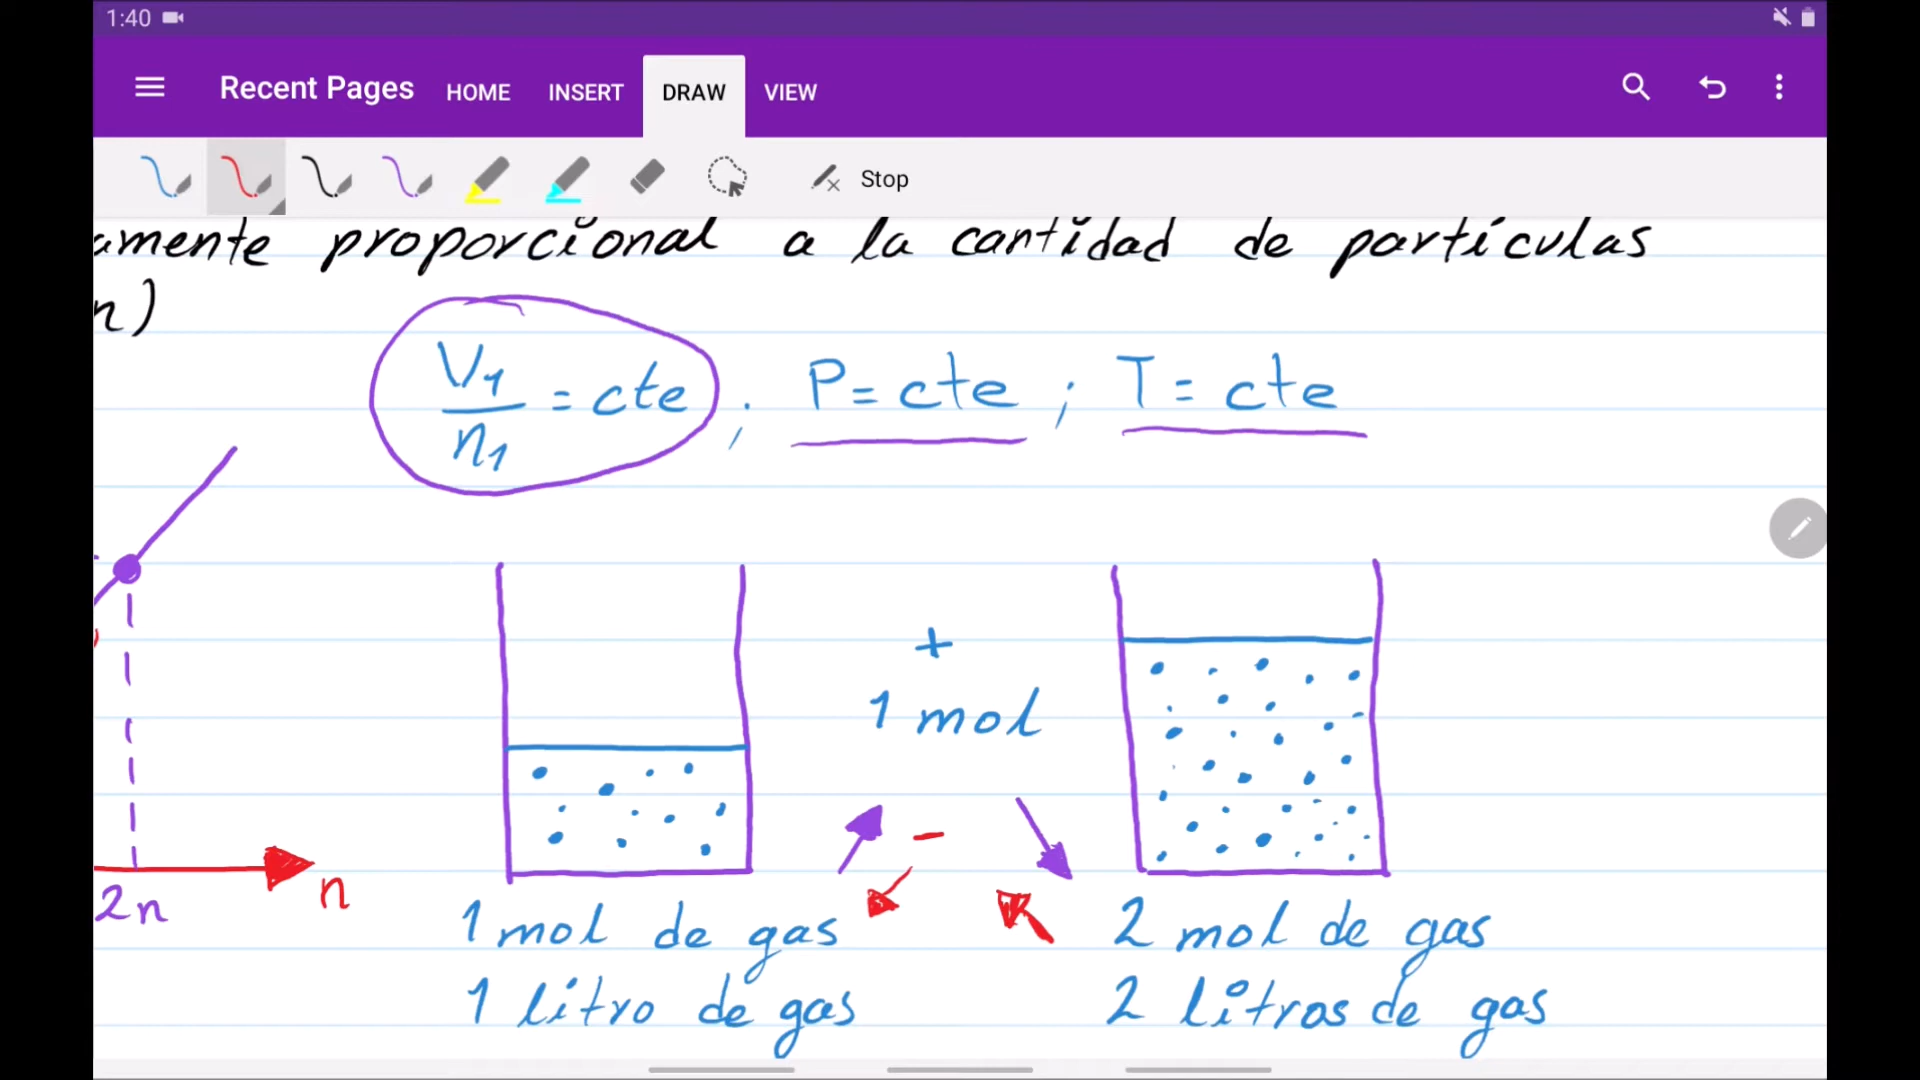 1:40
Recent Pages HOME INSERT DRAW VIEW
Stop
amente proporcional a la cantidad de partículas
n)
V1/n1 = cte ; P = cte ; T = cte
+
1 mol
-
n
2n
1 mol de gas
1 litro de gas
2 mol de gas
2 litros de gas